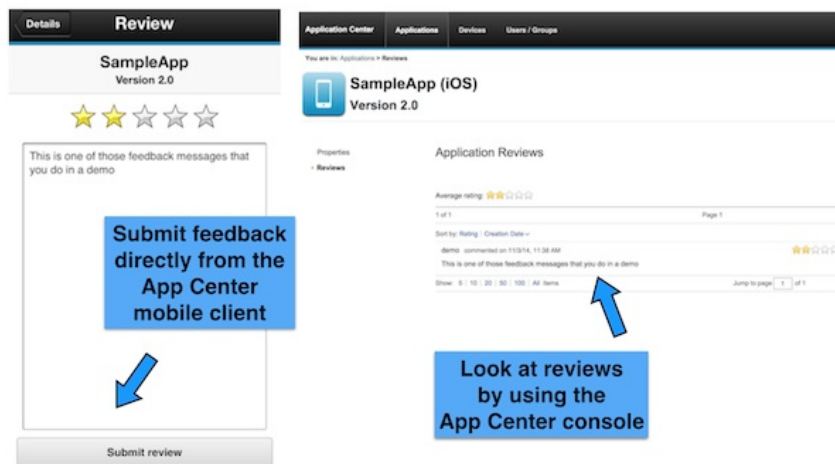 Details
Review
SampleApp
Version 2.0
This is one of those feedback messages that
you do in a demo
Submit feedback
directly from the
App Center
mobile client
Submit review
Application Center Applications Devices Users / Groups
You are in: Applications > Reviews
SampleApp (iOS)
Version 2.0
Properties
Reviews
Application Reviews
Average rating:
1 of 1 Page 1
Sort by: Rating | Creation Date
demo commented on 11/3/14, 11:38 AM
This is one of those feedback messages that you do in a demo
Show: 5 | 10 | 20 | 50 | 100 | All items Jump to page 1 of 1
Look at reviews
by using the
App Center console